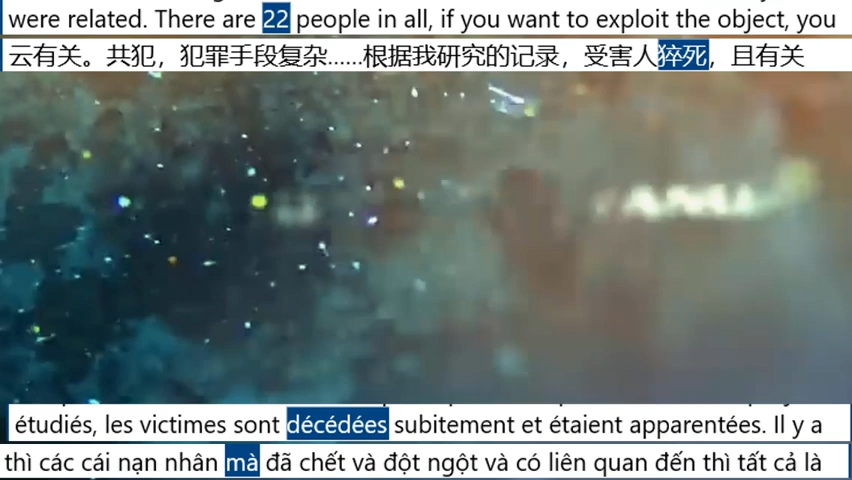 were related. There are 22 people in all, if you want to exploit the object, you
云有关。共犯，犯罪手段复杂......根据我研究的记录，受害人猝死，且有关
étudiés, les victimes sont décédées subitement et étaient apparentées. Il y a
thì các cái nạn nhân mà đã chết và đột ngột và có liên quan đến thì tất cả là